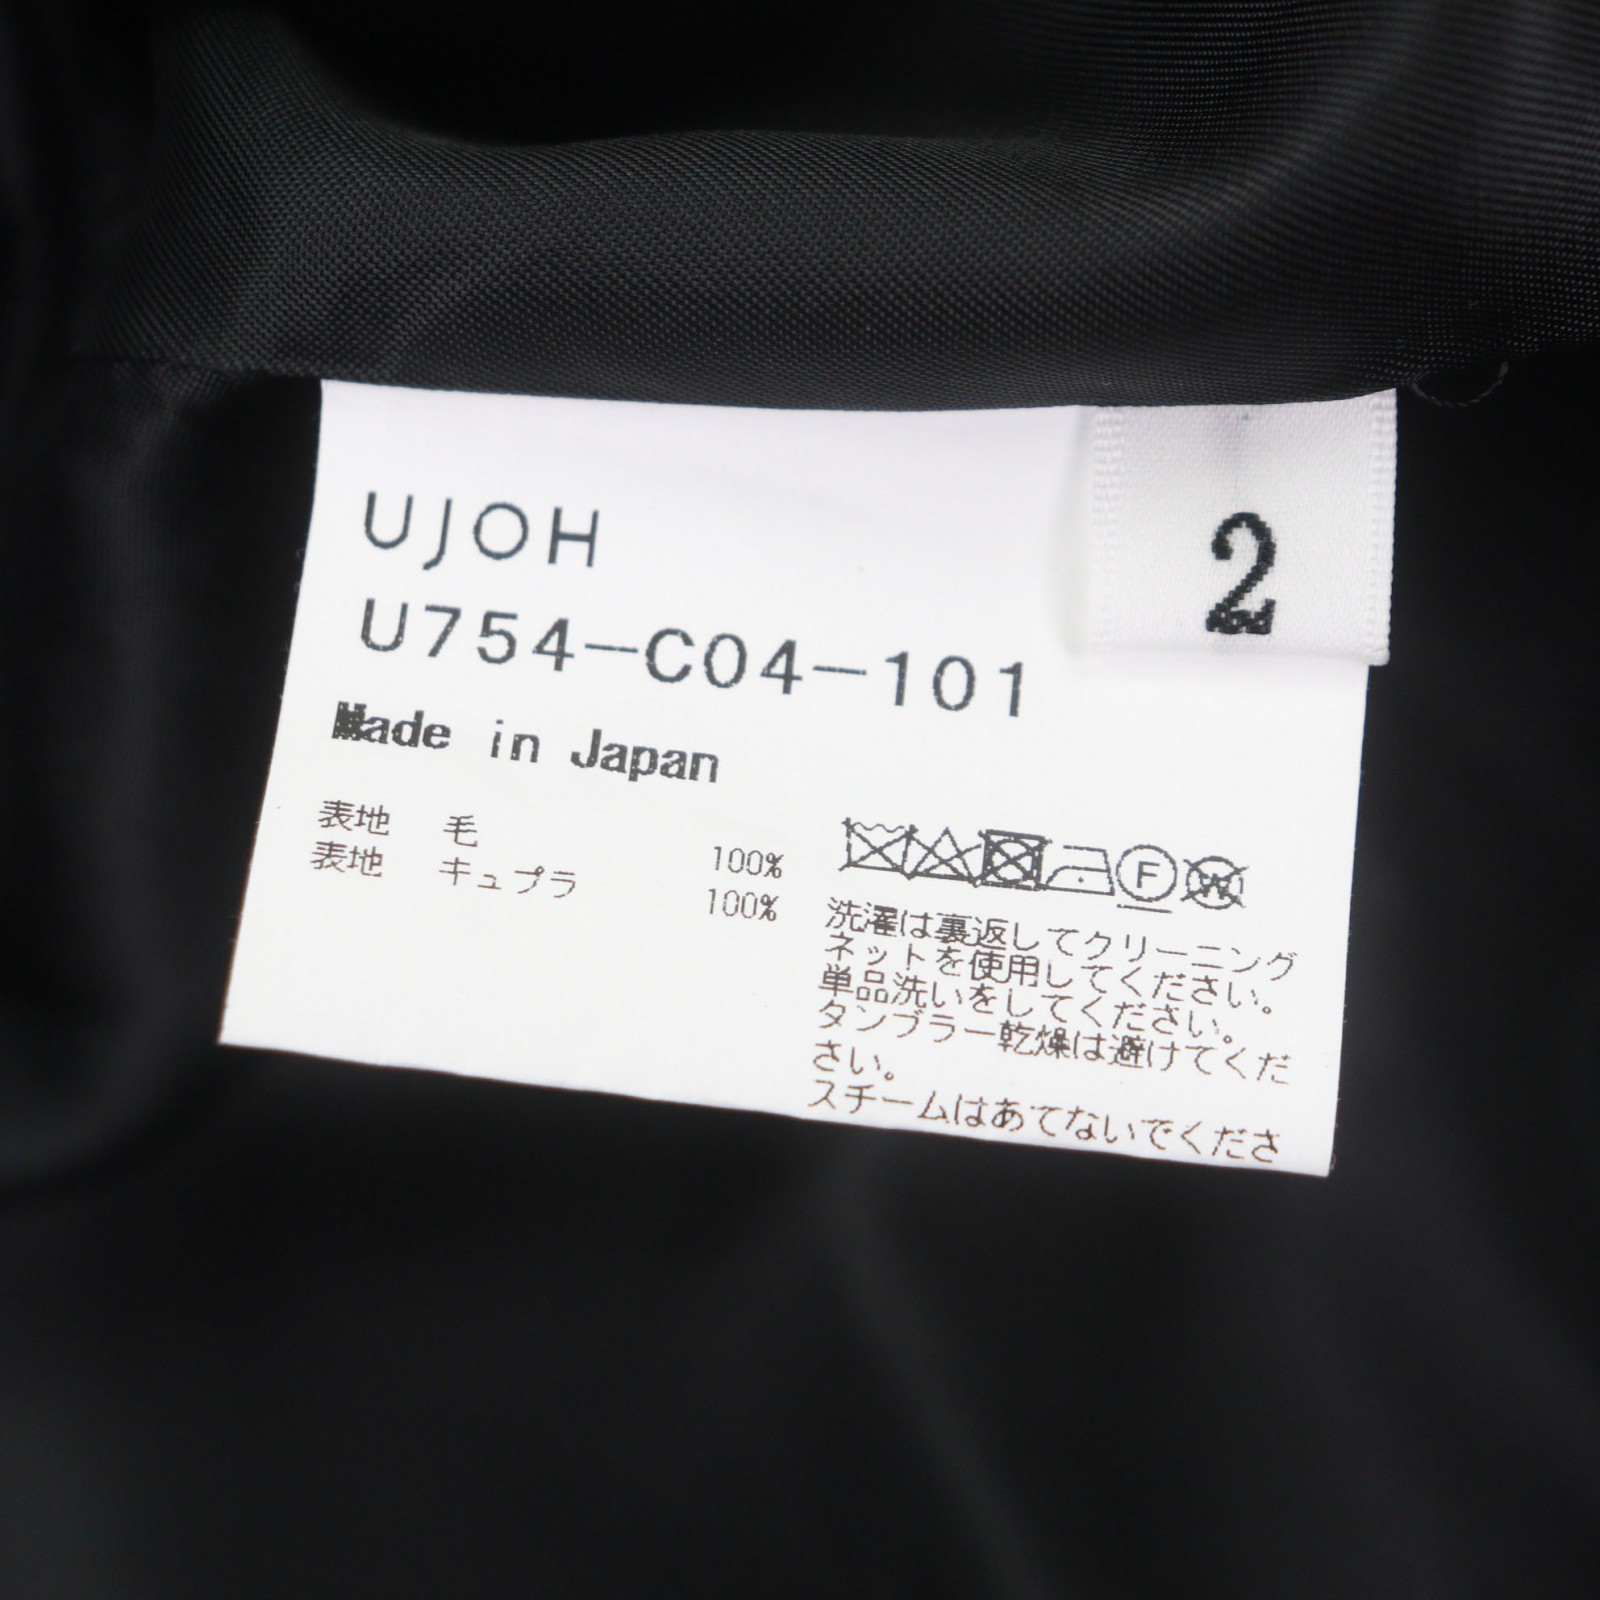 UJOH
2
U754-C04-101
Made in Japan
表地 毛 100%
表地 キュプラ 100%
F
W
洗濯は裏返してクリーニング
ネットを使用してください。
単品洗いをしてください。
タンブラー乾燥は避けてくだ
さい。
スチームはあてないでくださ